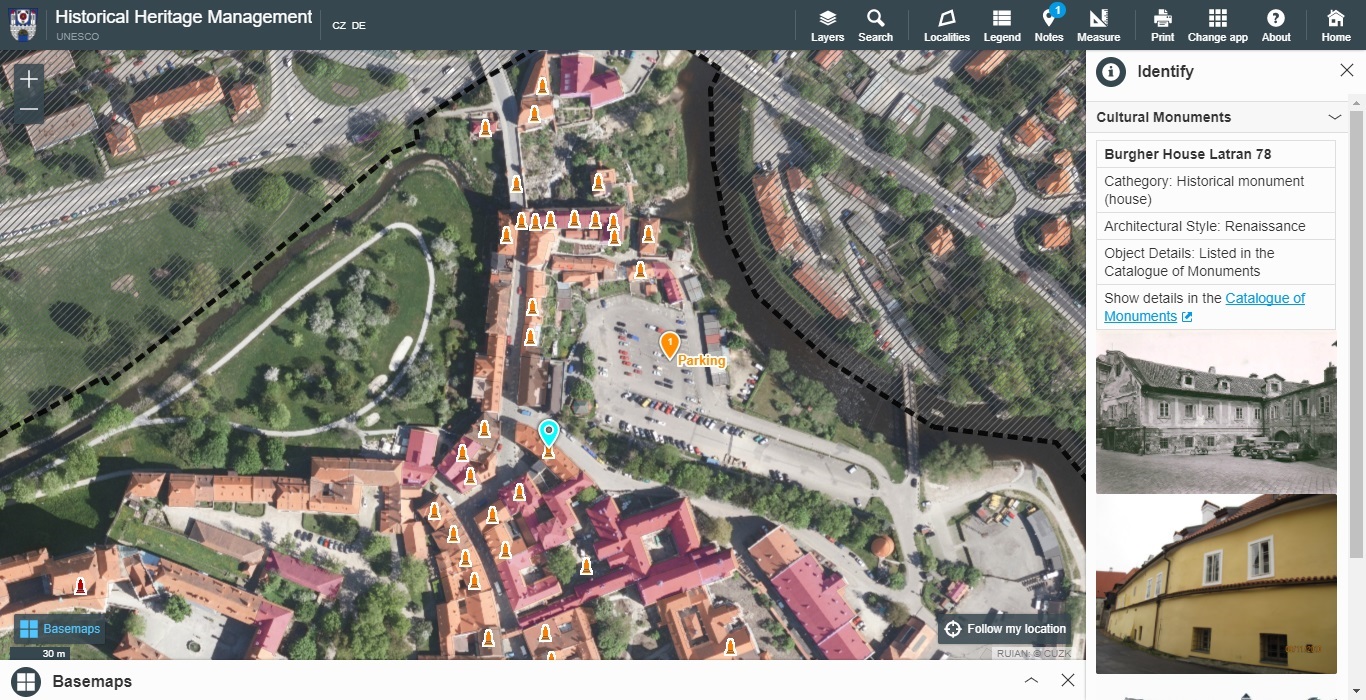 Historical Heritage Management
UNESCO
CZ DE
Layers
Search
Localities
Legend
1
Notes
Measure
Print
Change app
About
Home
1
Parking
Basemaps
30 m
Follow my location
RUIAN: © ČÚZK
Basemaps
Identify
Cultural Monuments
Burgher House Latran 78
Cathegory: Historical monument
(house)
Architectural Style: Renaissance
Object Details: Listed in the
Catalogue of Monuments
Show details in the Catalogue of
Monuments